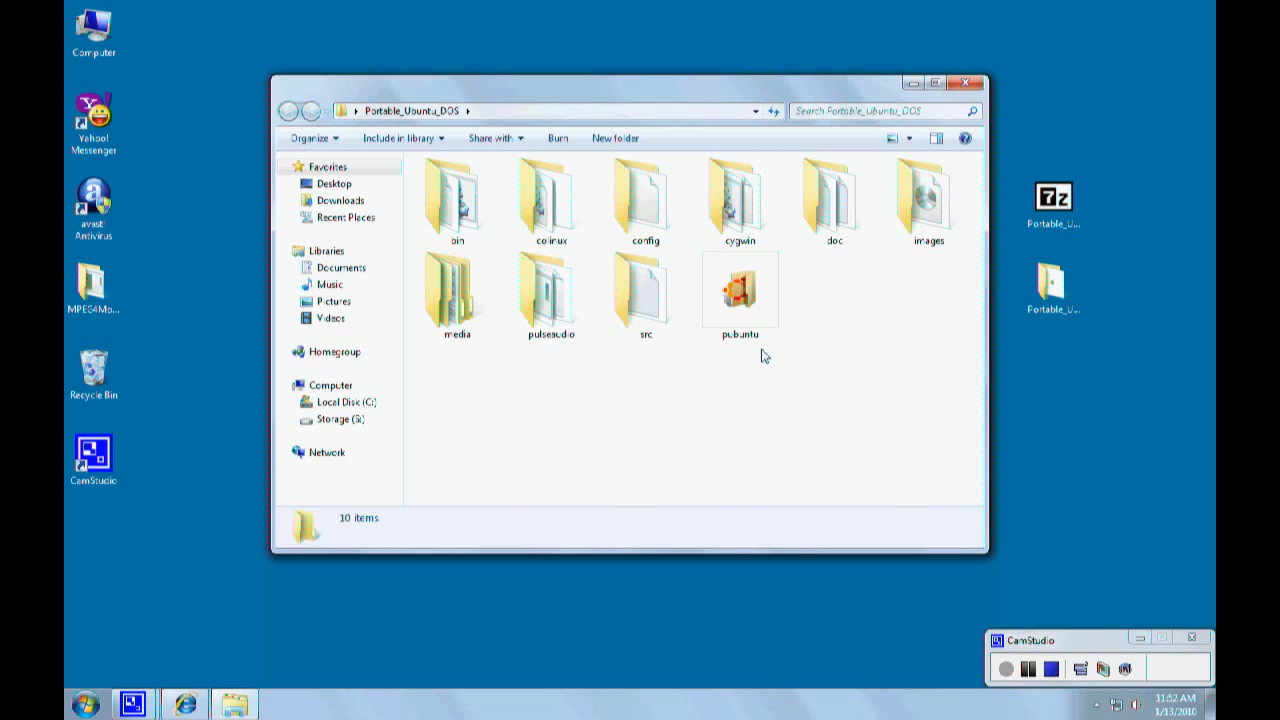 Computer
Yahoo!
Messenger
avast!
Antivirus
MPEG4Mo...
Recycle Bin
CamStudio
Portable_Ubuntu_DOS
Search Portable_Ubuntu_DOS
Organize
Include in library
Share with
Burn
New folder
Favorites
Desktop
Downloads
Recent Places
Libraries
Documents
Music
Pictures
Videos
Homegroup
Computer
Local Disk (C:)
Storage (S:)
Network
bin
colinux
config
cygwin
doc
images
media
pulseaudio
src
pubuntu
10 items
7z
Portable_U...
Portable_U...
CamStudio
11:52 AM
1/13/2010